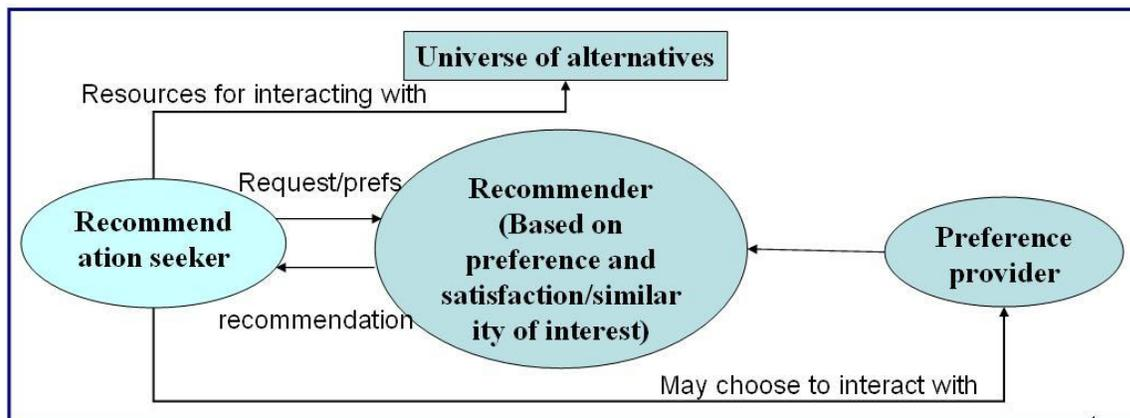 Universe of alternatives
Resources for interacting with
Request/prefs
Recommend
ation seeker
recommendation
Recommender
(Based on
preference and
satisfaction/similar
ity of interest)
Preference
provider
May choose to interact with